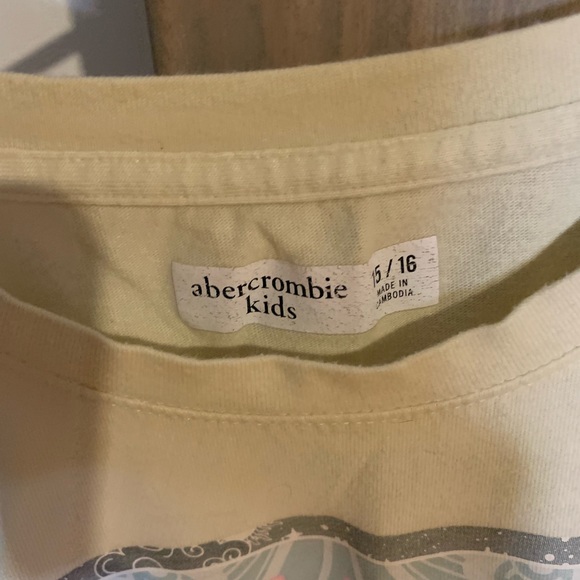 abercrombie
kids
15 / 16
MADE IN
CAMBODIA